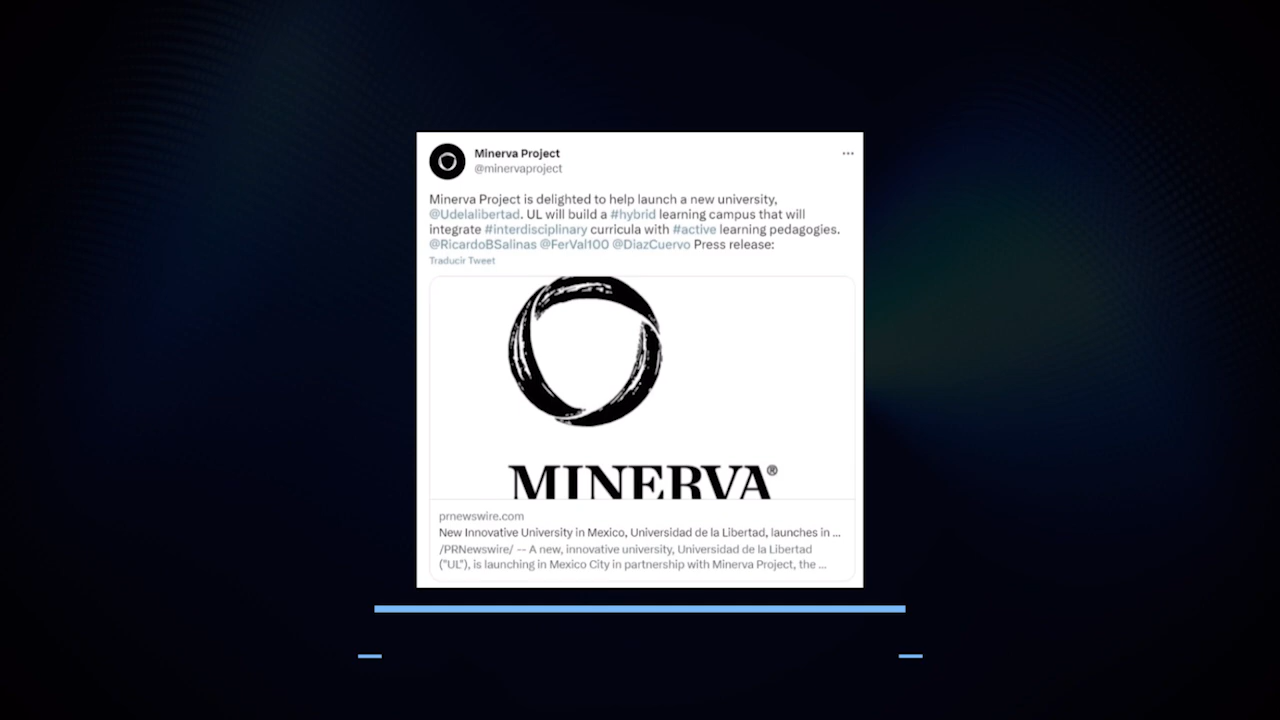 Minerva Project
@minervaproject
Minerva Project is delighted to help launch a new university,
@Udelalibertad. UL will build a #hybrid learning campus that will
integrate #interdisciplinary curricula with #active learning pedagogies.
@RicardoBSalinas @FerVal100 @DiazCuervo Press release:
Traducir Tweet
MINERVA®
prnewswire.com
New Innovative University in Mexico, Universidad de la Libertad, launches in ...
/PRNewswire/ -- A new, innovative university, Universidad de la Libertad
("UL"), is launching in Mexico City in partnership with Minerva Project, the ...